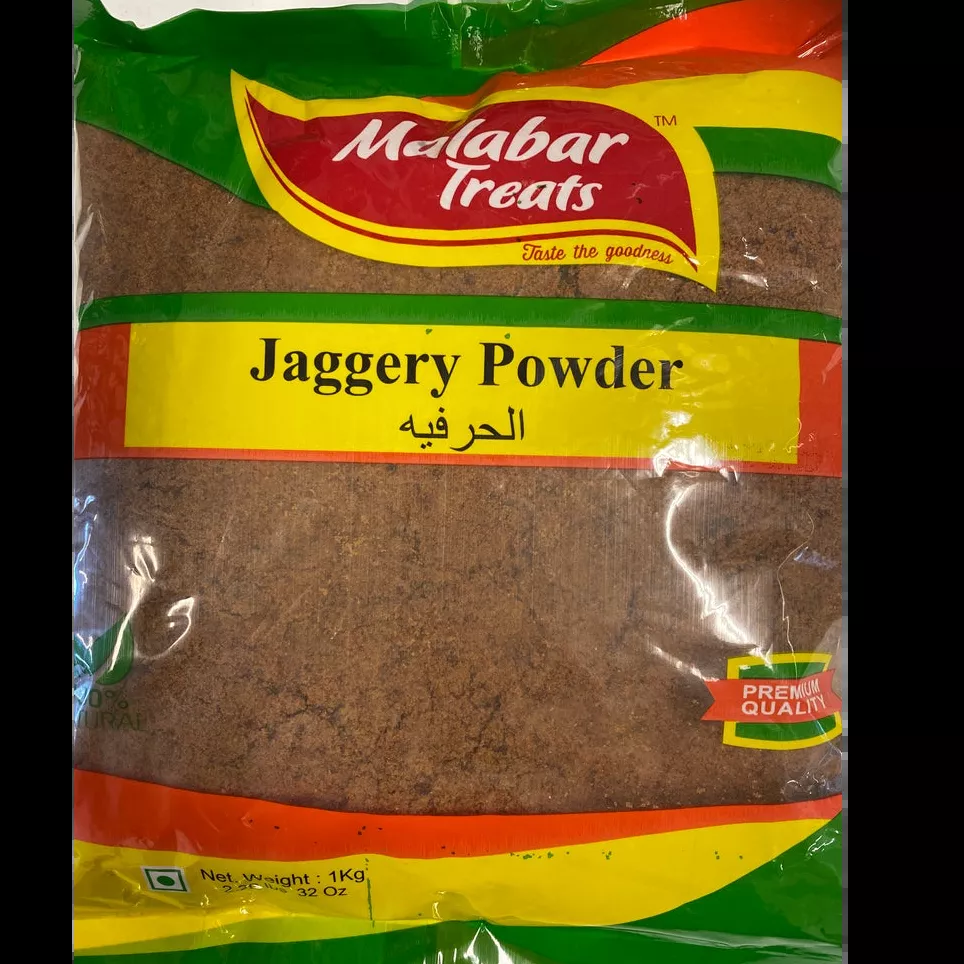 Malabar
Treats
TM
Taste the goodness
Jaggery Powder
الحرفيه
PREMIUM
QUALITY
Net. Weight : 1Kg
32 Oz